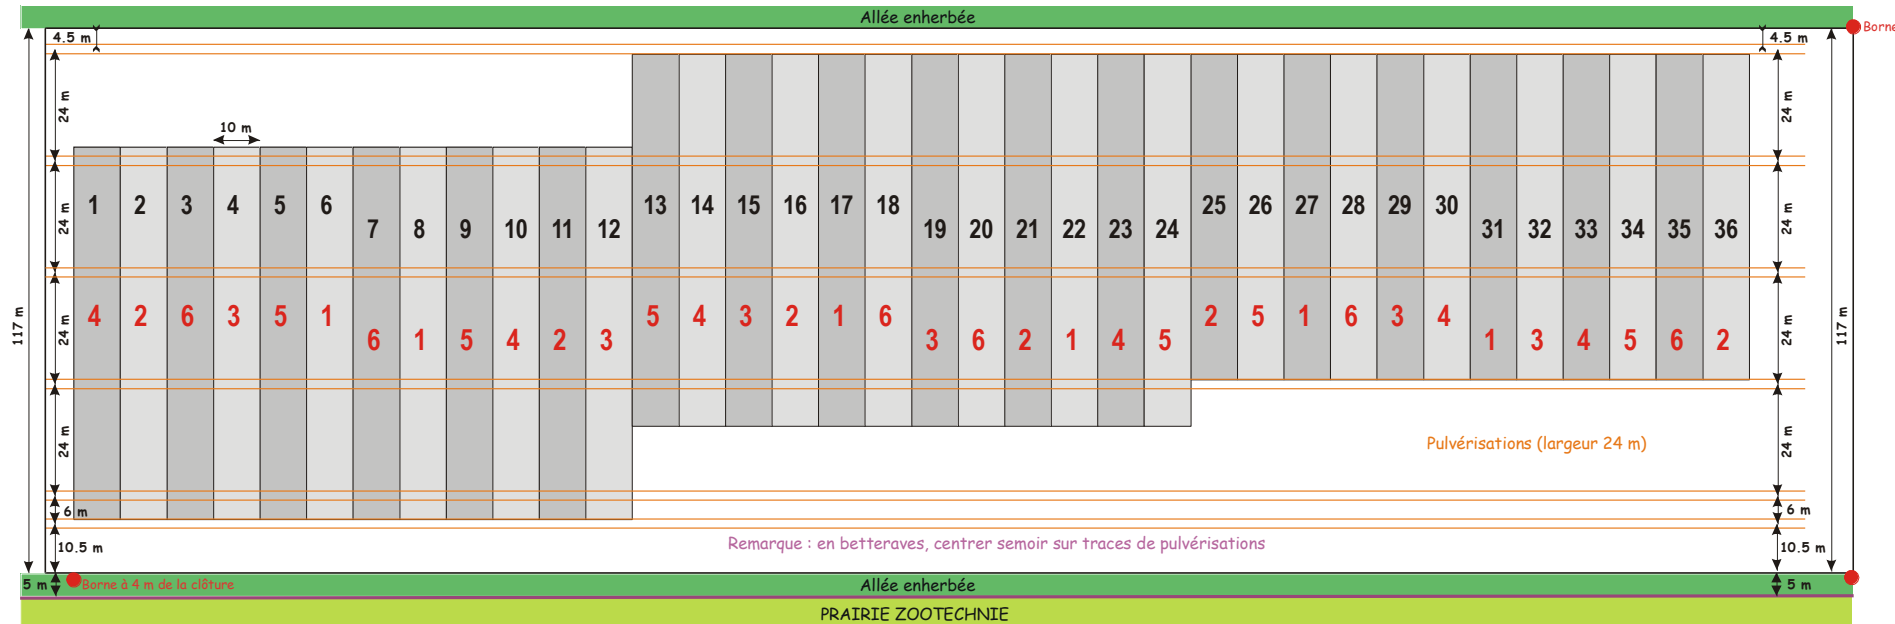 Allée enherbée
Borne
4.5 m
4.5 m
24 m
24 m
10 m
1 2 3 4 5 6 7 8 9 10 11 12 13 14 15 16 17 18 19 20 21 22 23 24 25 26 27 28 29 30 31 32 33 34 35 36
24 m
24 m
4 2 6 3 5 1 6 1 5 4 2 3 5 4 3 2 1 6 3 6 2 1 4 5 2 5 1 6 3 4 1 3 4 5 6 2
117 m
24 m
24 m
117 m
24 m
24 m
Pulvérisations (largeur 24 m)
6 m
6 m
10.5 m
Remarque : en betteraves, centrer semoir sur traces de pulvérisations
10.5 m
5 m
Borne à 4 m de la clôture
Allée enherbée
5 m
PRAIRIE ZOOTECHNIE